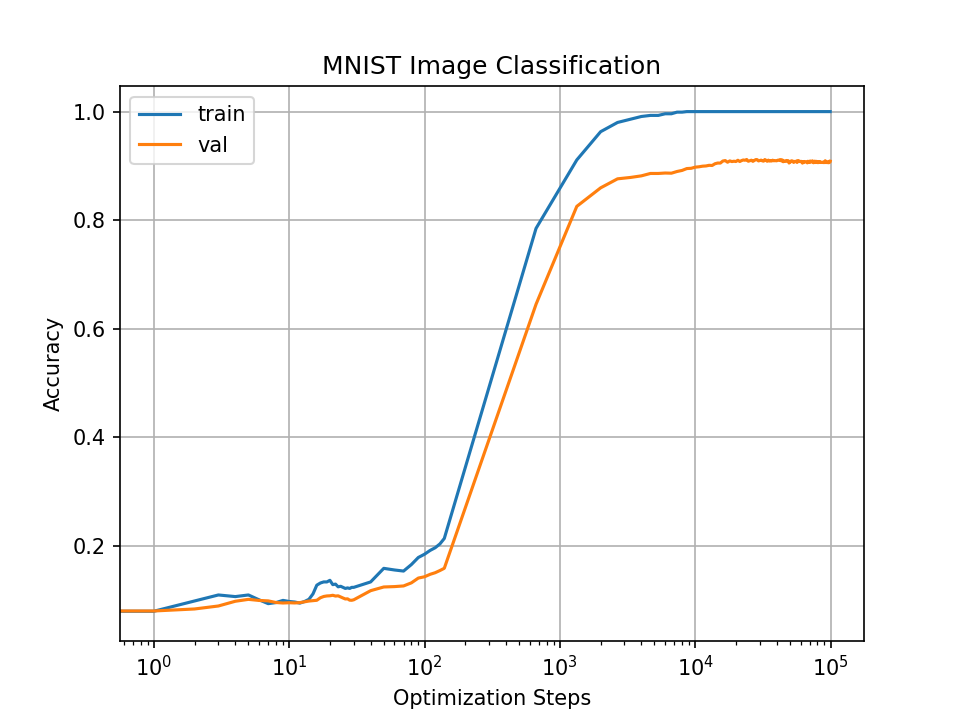 MNIST Image Classification
train
val
1.0
0.8
0.6
0.4
0.2
Accuracy
10⁰ 10¹ 10² 10³ 10⁴ 10⁵
Optimization Steps